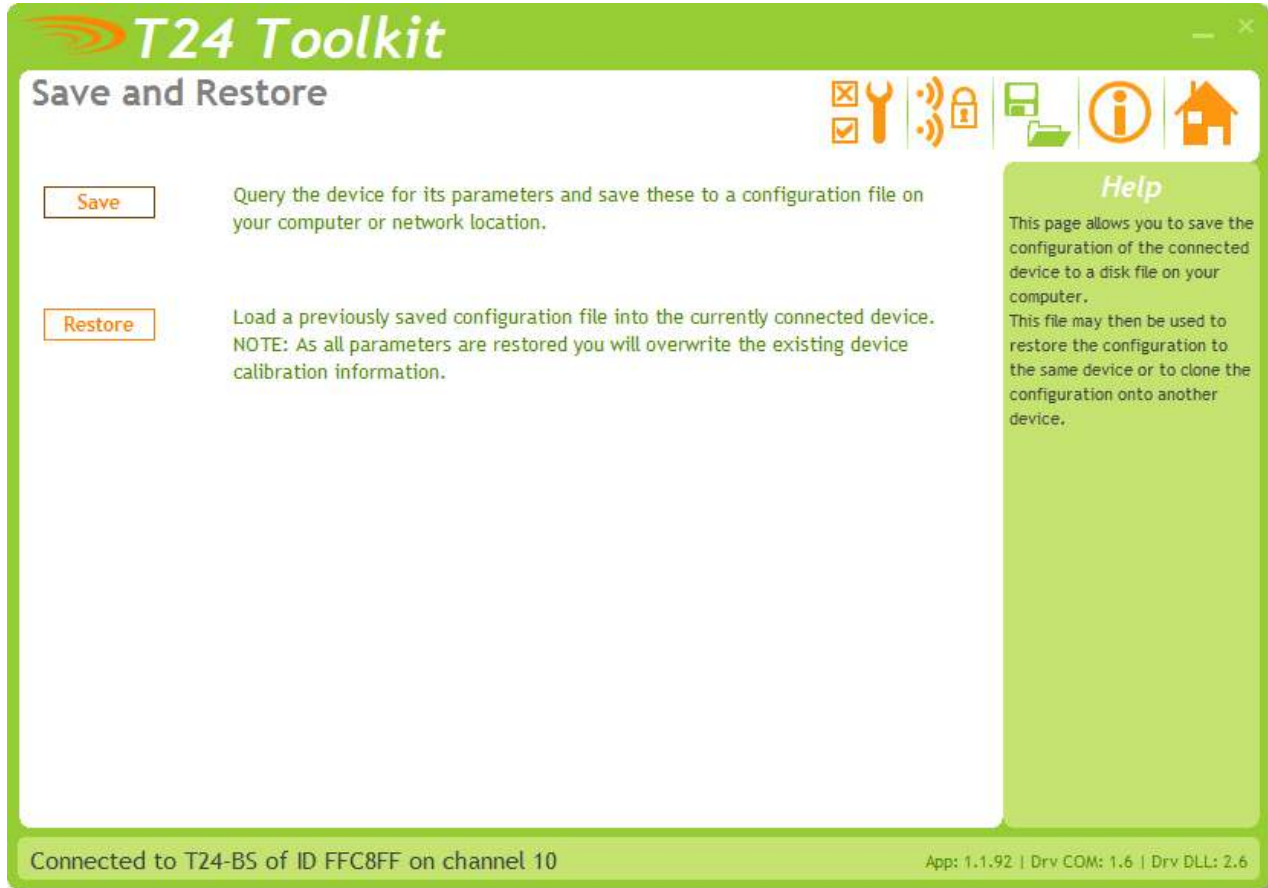 T24 Toolkit
Save and Restore
Save
Query the device for its parameters and save these to a configuration file on
your computer or network location.
Restore
Load a previously saved configuration file into the currently connected device.
NOTE: As all parameters are restored you will overwrite the existing device
calibration information.
Help
This page allows you to save the
configuration of the connected
device to a disk file on your
computer.
This file may then be used to
restore the configuration to
the same device or to clone the
configuration onto another
device.
Connected to T24-BS of ID FFC8FF on channel 10
App: 1.1.92 | Drv COM: 1.6 | Drv DLL: 2.6